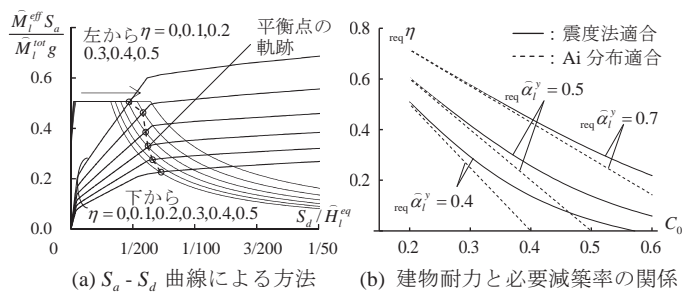 M̂_l^{eff} S_a / M̂_l^{tot} g
左から η = 0,0.1,0.2
0.3,0.4,0.5
平衡点の
軌跡
0.6
0.4
0.2
0.0
下から
η = 0,0.1,0.2,0.3,0.4,0.5
S_d / Ĥ_l^{eq}
0 1/200 1/100 3/200 1/50
(a) S_a - S_d 曲線による方法
_{req}η
0.8
0.6
0.4
0.2
0.0
: 震度法適合
: Ai 分布適合
_{req}α̂_l^y = 0.5
_{req}α̂_l^y = 0.7
_{req}α̂_l^y = 0.4
C_0
0.2 0.3 0.4 0.5 0.6
(b) 建物耐力と必要減築率の関係